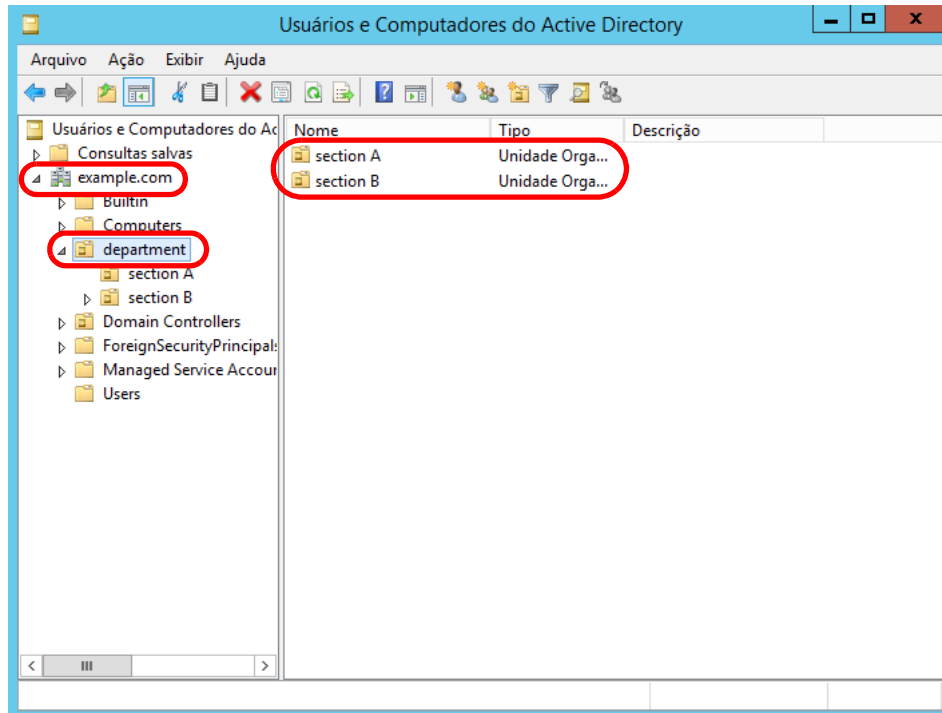 Usuários e Computadores do Active Directory
Arquivo Ação Exibir Ajuda
Usuários e Computadores do Ac
Consultas salvas
example.com
Builtin
Computers
department
section A
section B
Domain Controllers
ForeignSecurityPrincipals
Managed Service Accour
Users
Nome Tipo Descrição
section A Unidade Orga...
section B Unidade Orga...